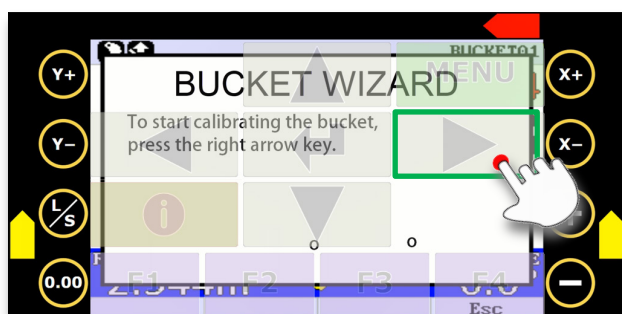 BUCKET01
Y+
MENU
X+
BUCKET WIZARD
To start calibrating the bucket,
press the right arrow key.
Y−
X−
L/S
0.00
F1
F2
F3
F4
Esc